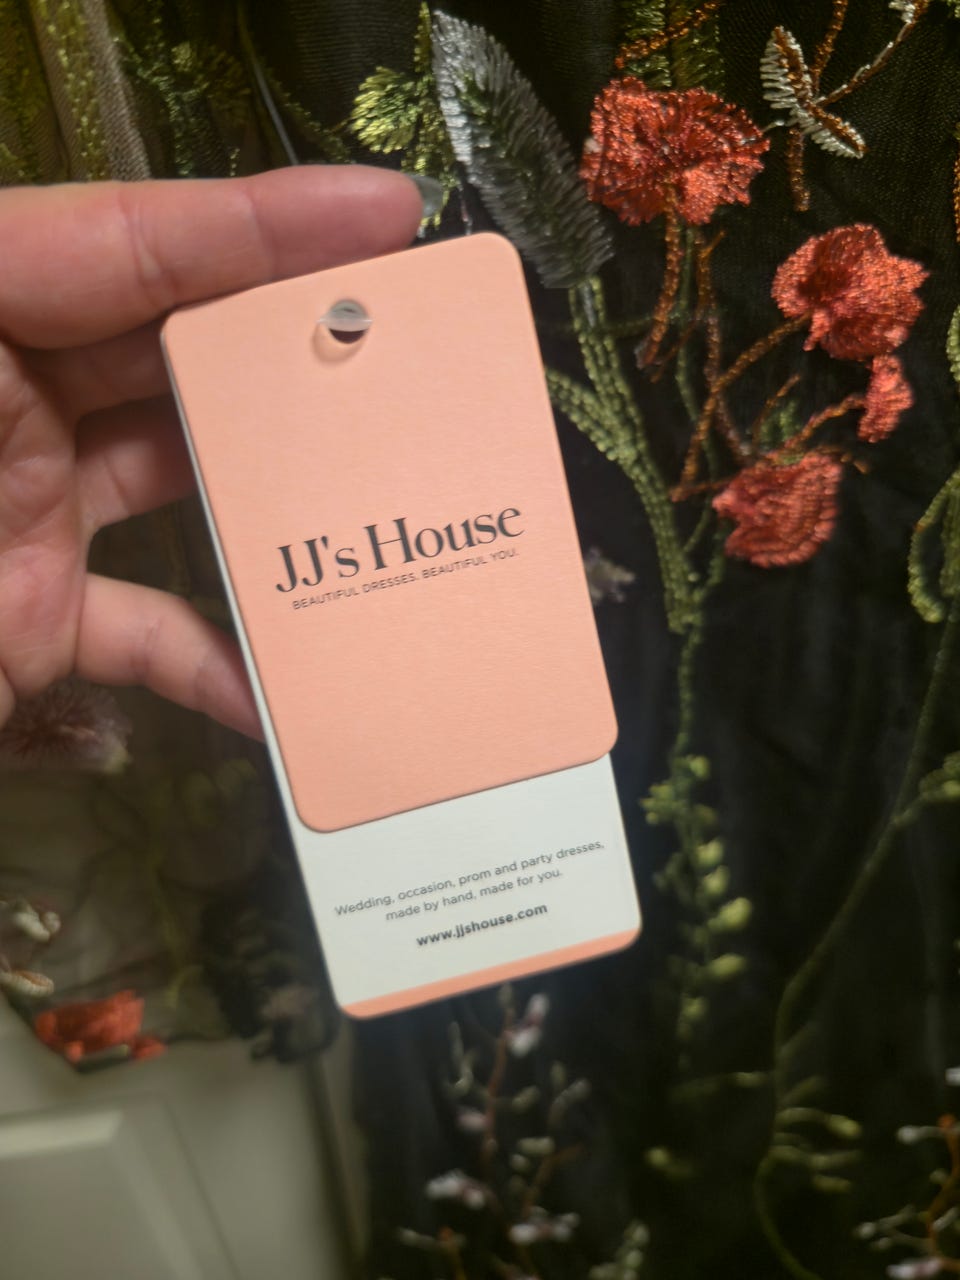 JJ's House
BEAUTIFUL DRESSES. BEAUTIFUL YOU.
Wedding, occasion, prom and party dresses,
made by hand, made for you.
www.jjshouse.com